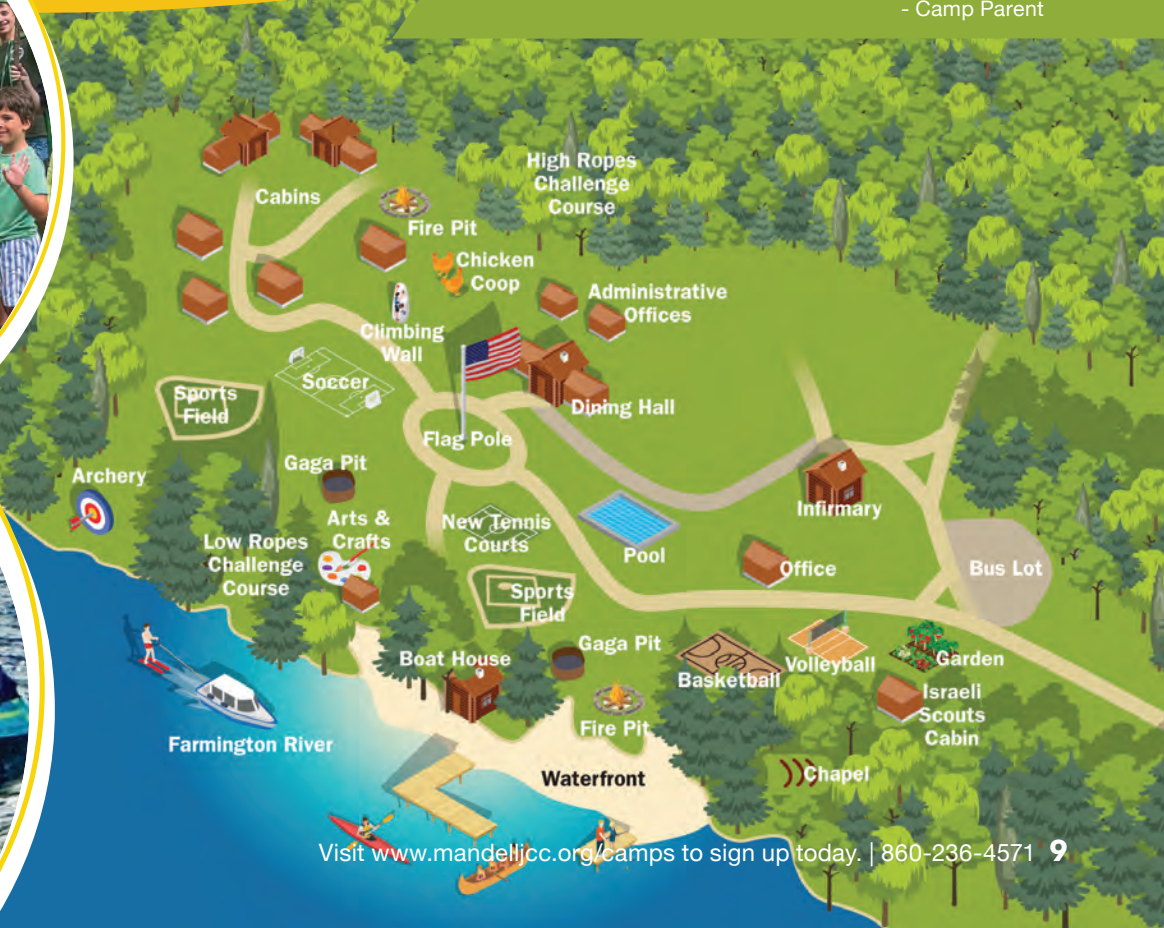 - Camp Parent
High Ropes
Challenge
Course
Cabins
Fire Pit
Chicken
Coop
Administrative
Offices
Climbing
Wall
Soccer
Sports
Field
Dining Hall
Flag Pole
Gaga Pit
Archery
Infirmary
Arts &
Crafts
New Tennis
Courts
Low Ropes
Challenge
Course
Pool
Office
Bus Lot
Sports
Field
Gaga Pit
Boat House
Volleyball
Garden
Basketball
Israeli
Scouts
Cabin
Fire Pit
Farmington River
Waterfront
Chapel
Visit www.mandelljcc.org/camps to sign up today. | 860-236-4571 9